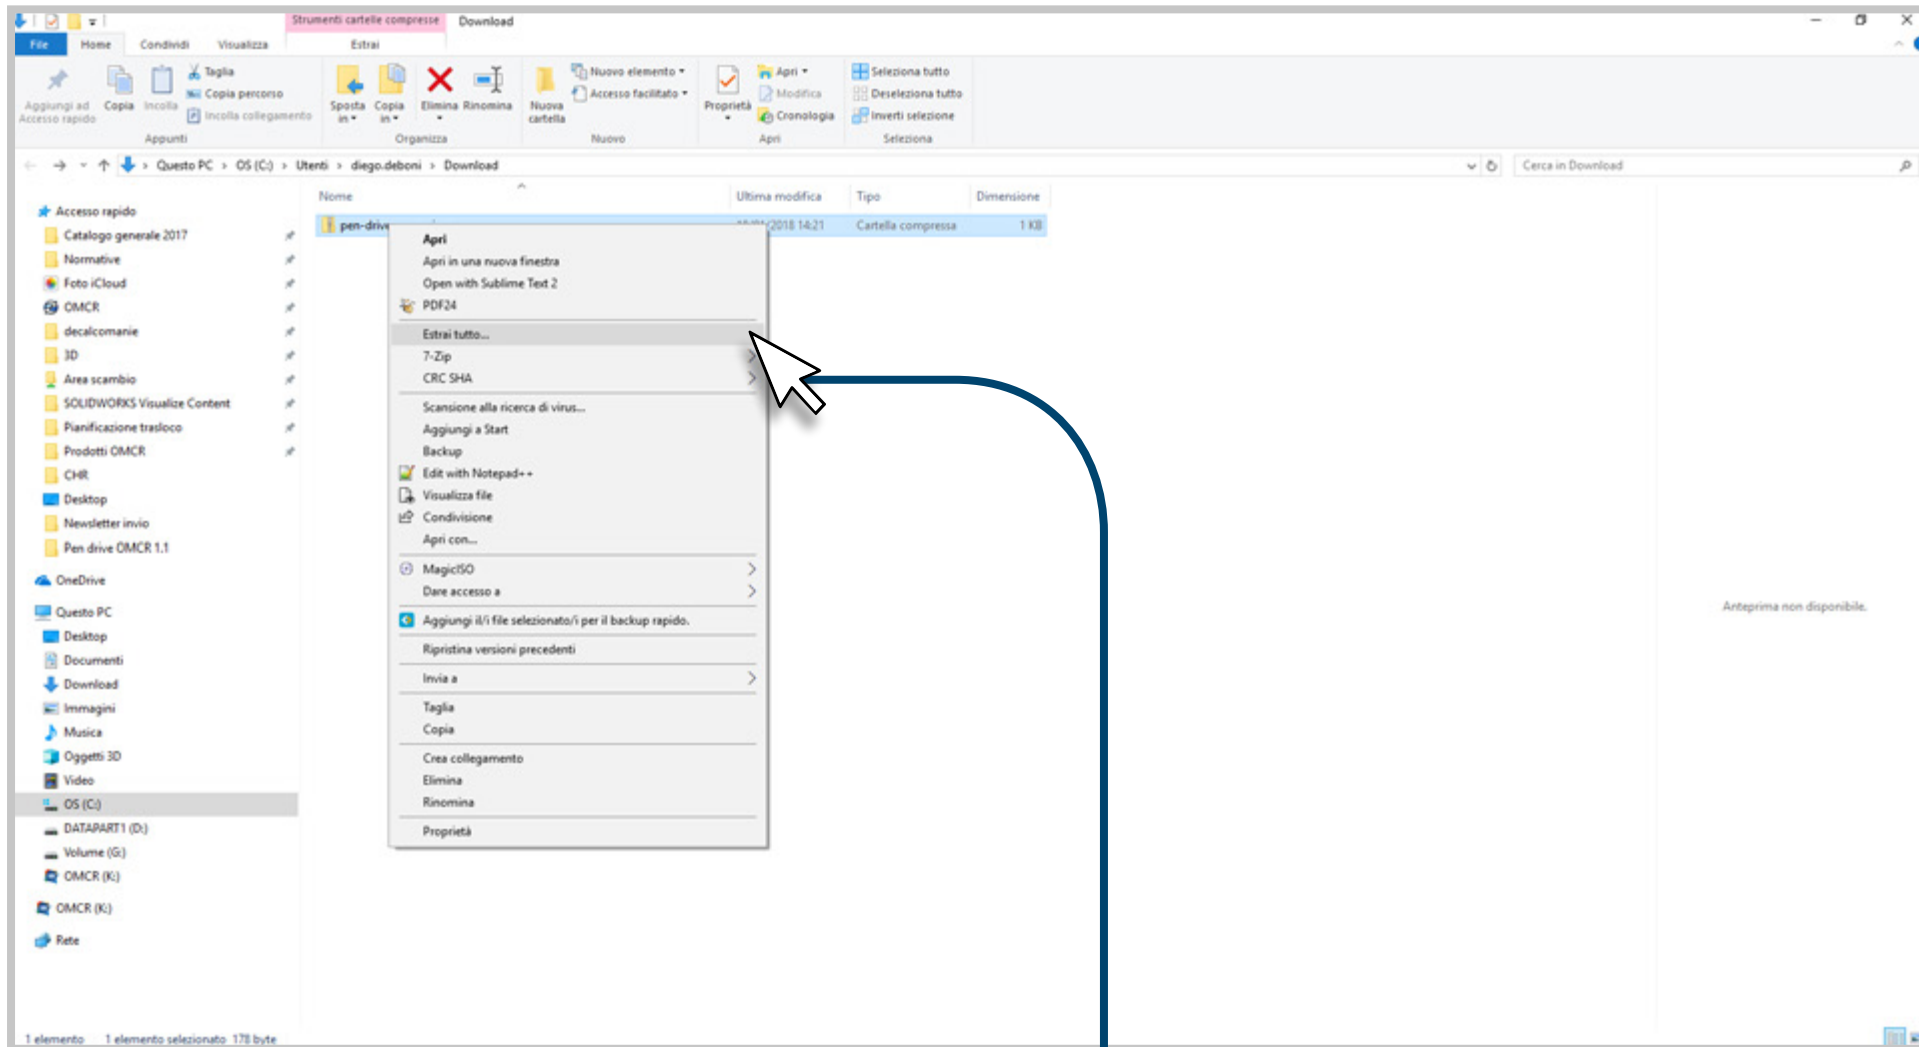 Strumenti cartelle compresse Download
File Home Condividi Visualizza Estrai
Aggiungi ad Accesso rapido
Copia
Incolla
Taglia
Copia percorso
Incolla collegamento
Appunti
Sposta in
Copia in
Elimina
Rinomina
Organizza
Nuova cartella
Nuovo elemento
Accesso facilitato
Nuovo
Proprietà
Apri
Modifica
Cronologia
Apri
Seleziona tutto
Deseleziona tutto
Inverti selezione
Seleziona
Questo PC > OS (C:) > Utenti > diego.deboni > Download
Cerca in Download
Nome Ultima modifica Tipo Dimensione
pen-drive 2018 14:21 Cartella compressa 1 KB
Accesso rapido
Catalogo generale 2017
Normative
Foto iCloud
OMCR
decalcomanie
3D
Area scambio
SOLIDWORKS Visualize Content
Pianificazione trasloco
Prodotti OMCR
CHR
Desktop
Newsletter invio
Pen drive OMCR 1.1
OneDrive
Questo PC
Desktop
Documenti
Download
Immagini
Musica
Oggetti 3D
Video
OS (C:)
DATAPART1 (D:)
Volume (G:)
OMCR (K:)
OMCR (K:)
Rete
Apri
Apri in una nuova finestra
Open with Sublime Text 2
PDF24
Estrai tutto...
7-Zip
CRC SHA
Scansione alla ricerca di virus...
Aggiungi a Start
Backup
Edit with Notepad++
Visualizza file
Condivisione
Apri con...
MagicISO
Dare accesso a
Aggiungi il/i file selezionato/i per il backup rapido.
Ripristina versioni precedenti
Invia a
Taglia
Copia
Crea collegamento
Elimina
Rinomina
Proprietà
Anteprima non disponibile.
1 elemento 1 elemento selezionato 178 byte